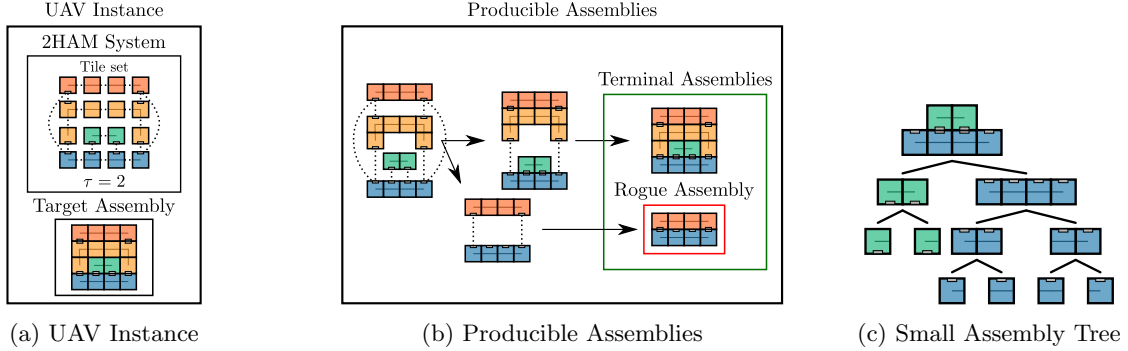 UAV Instance
2HAM System
Tile set
τ = 2
Target Assembly
(a) UAV Instance
Producible Assemblies
Terminal Assemblies
Rogue Assembly
(b) Producible Assemblies
(c) Small Assembly Tree